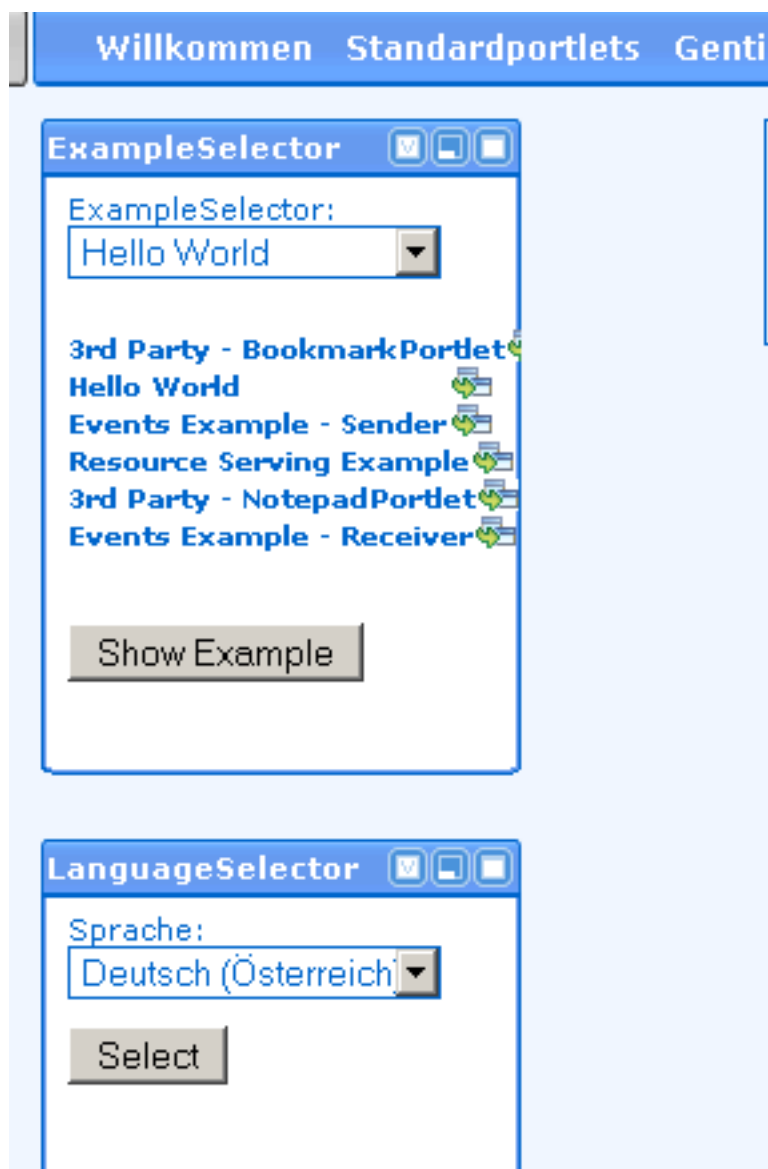 Willkommen Standardportlets Genti
ExampleSelector
ExampleSelector:
Hello World
3rd Party - BookmarkPortlet
Hello World
Events Example - Sender
Resource Serving Example
3rd Party - NotepadPortlet
Events Example - Receiver
Show Example
LanguageSelector
Sprache:
Deutsch (Österreich)
Select